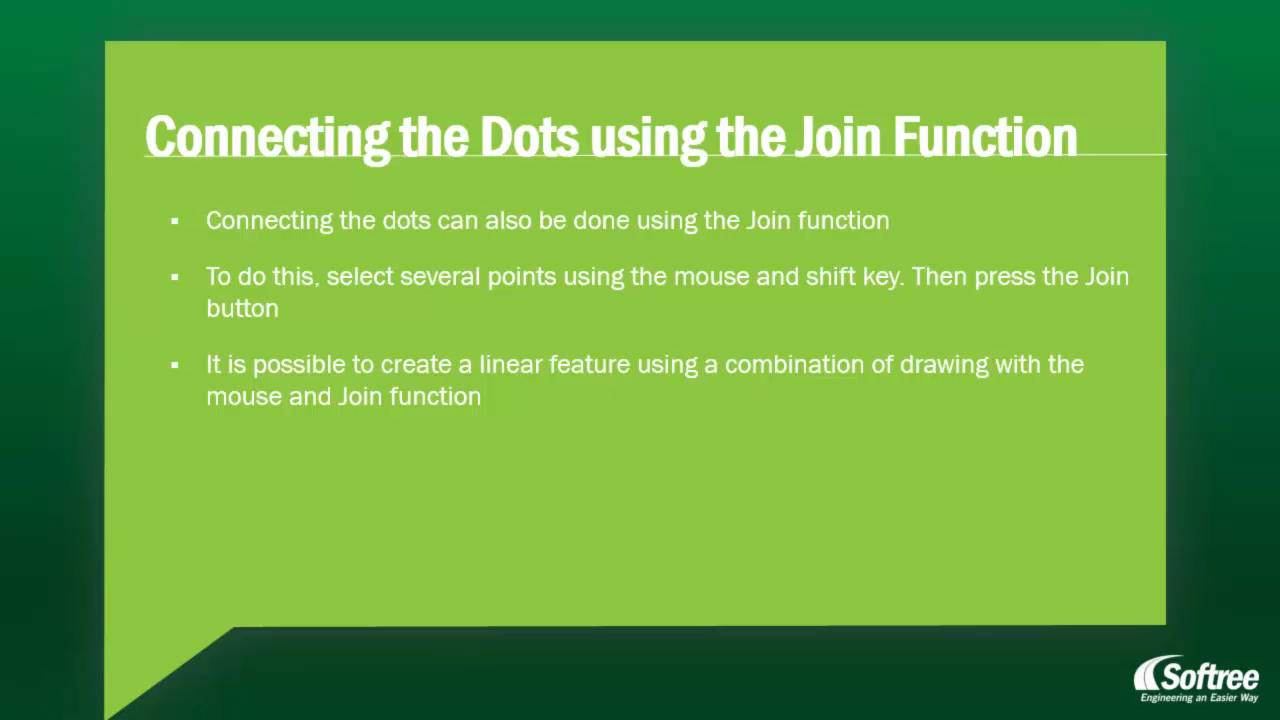 Connecting the Dots using the Join Function
▪ Connecting the dots can also be done using the Join function
▪ To do this, select several points using the mouse and shift key. Then press the Join
button
▪ It is possible to create a linear feature using a combination of drawing with the
mouse and Join function
Softree
Engineering an Easier Way